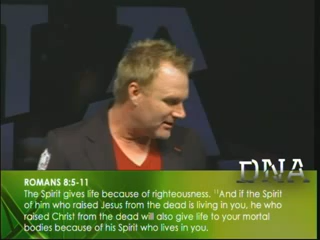 DNA
ROMANS 8:5-11
The Spirit gives life because of righteousness. ¹¹And if the Spirit
of him who raised Jesus from the dead is living in you, he who
raised Christ from the dead will also give life to your mortal
bodies because of his Spirit who lives in you.